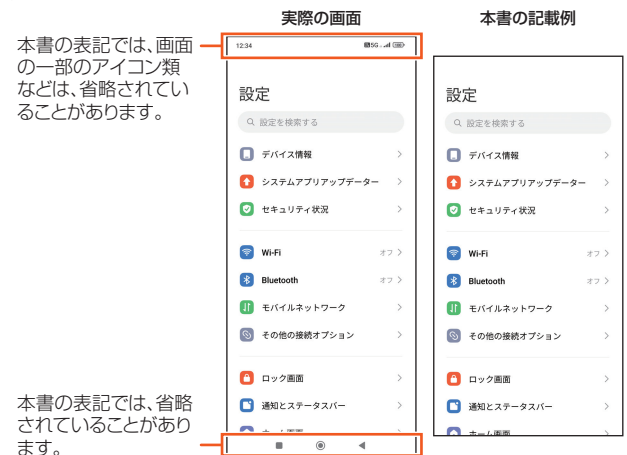 実際の画面
本書の記載例
本書の表記では、画面
の一部のアイコン類
などは、省略されてい
ることがあります。
12:34
5G
設定
設定を検索する
デバイス情報
システムアプリアップデーター
セキュリティ状況
Wi-Fi オフ
Bluetooth オフ
モバイルネットワーク
その他の接続オプション
ロック画面
通知とステータスバー
本書の表記では、省略
されていることがあり
ます。
設定
設定を検索する
デバイス情報
システムアプリアップデーター
セキュリティ状況
Wi-Fi オフ
Bluetooth オフ
モバイルネットワーク
その他の接続オプション
ロック画面
通知とステータスバー
ホーム画面